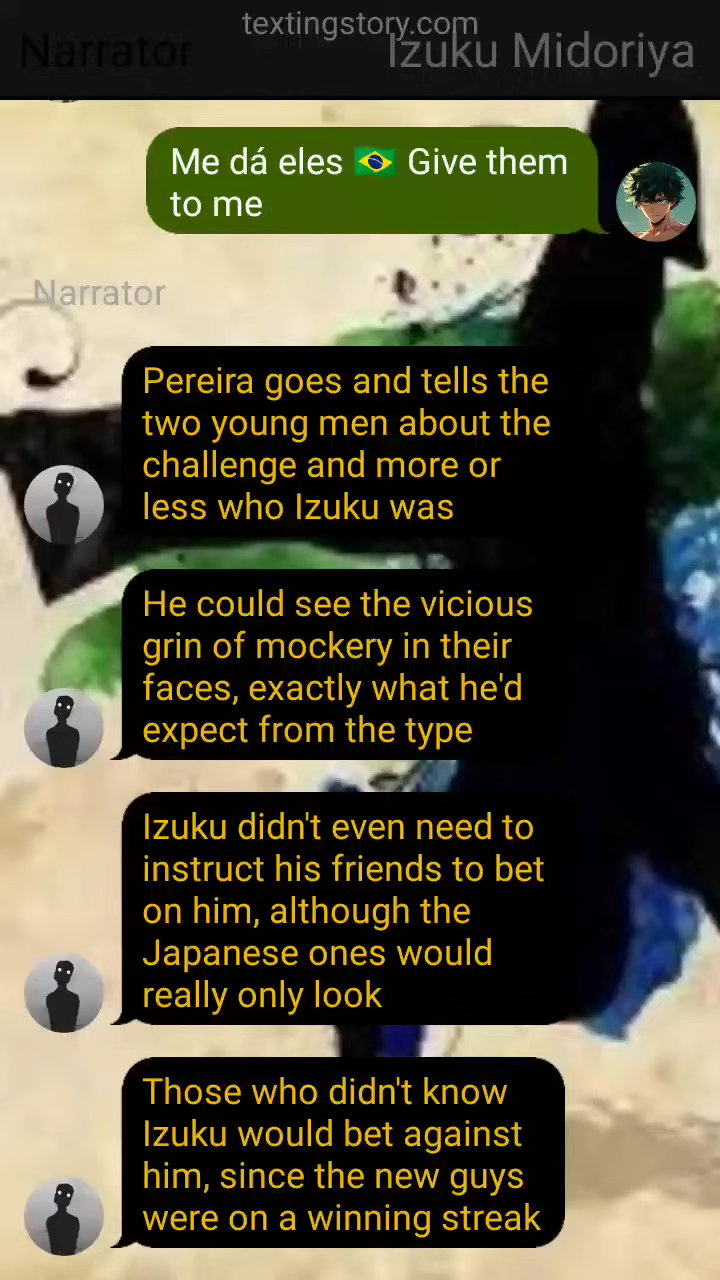 textingstory.com
Narrator
Izuku Midoriya
Me dá eles 🇧🇷 Give them
to me
Narrator
Pereira goes and tells the
two young men about the
challenge and more or
less who Izuku was
He could see the vicious
grin of mockery in their
faces, exactly what he'd
expect from the type
Izuku didn't even need to
instruct his friends to bet
on him, although the
Japanese ones would
really only look
Those who didn't know
Izuku would bet against
him, since the new guys
were on a winning streak